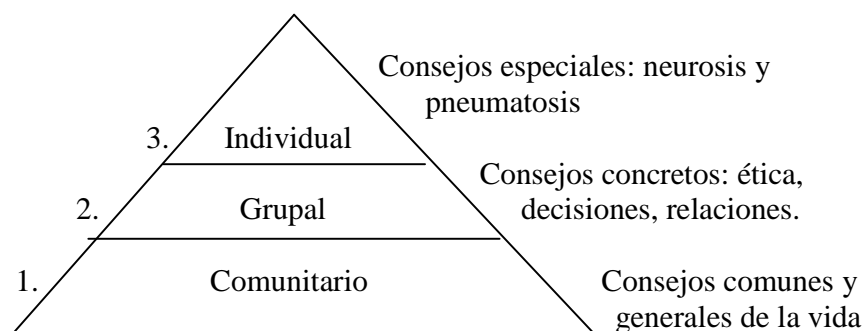 Consejos especiales: neurosis y
pneumatosis
3. Individual
Consejos concretos: ética,
2. Grupal
decisiones, relaciones.
1. Comunitario
Consejos comunes y
generales de la vida